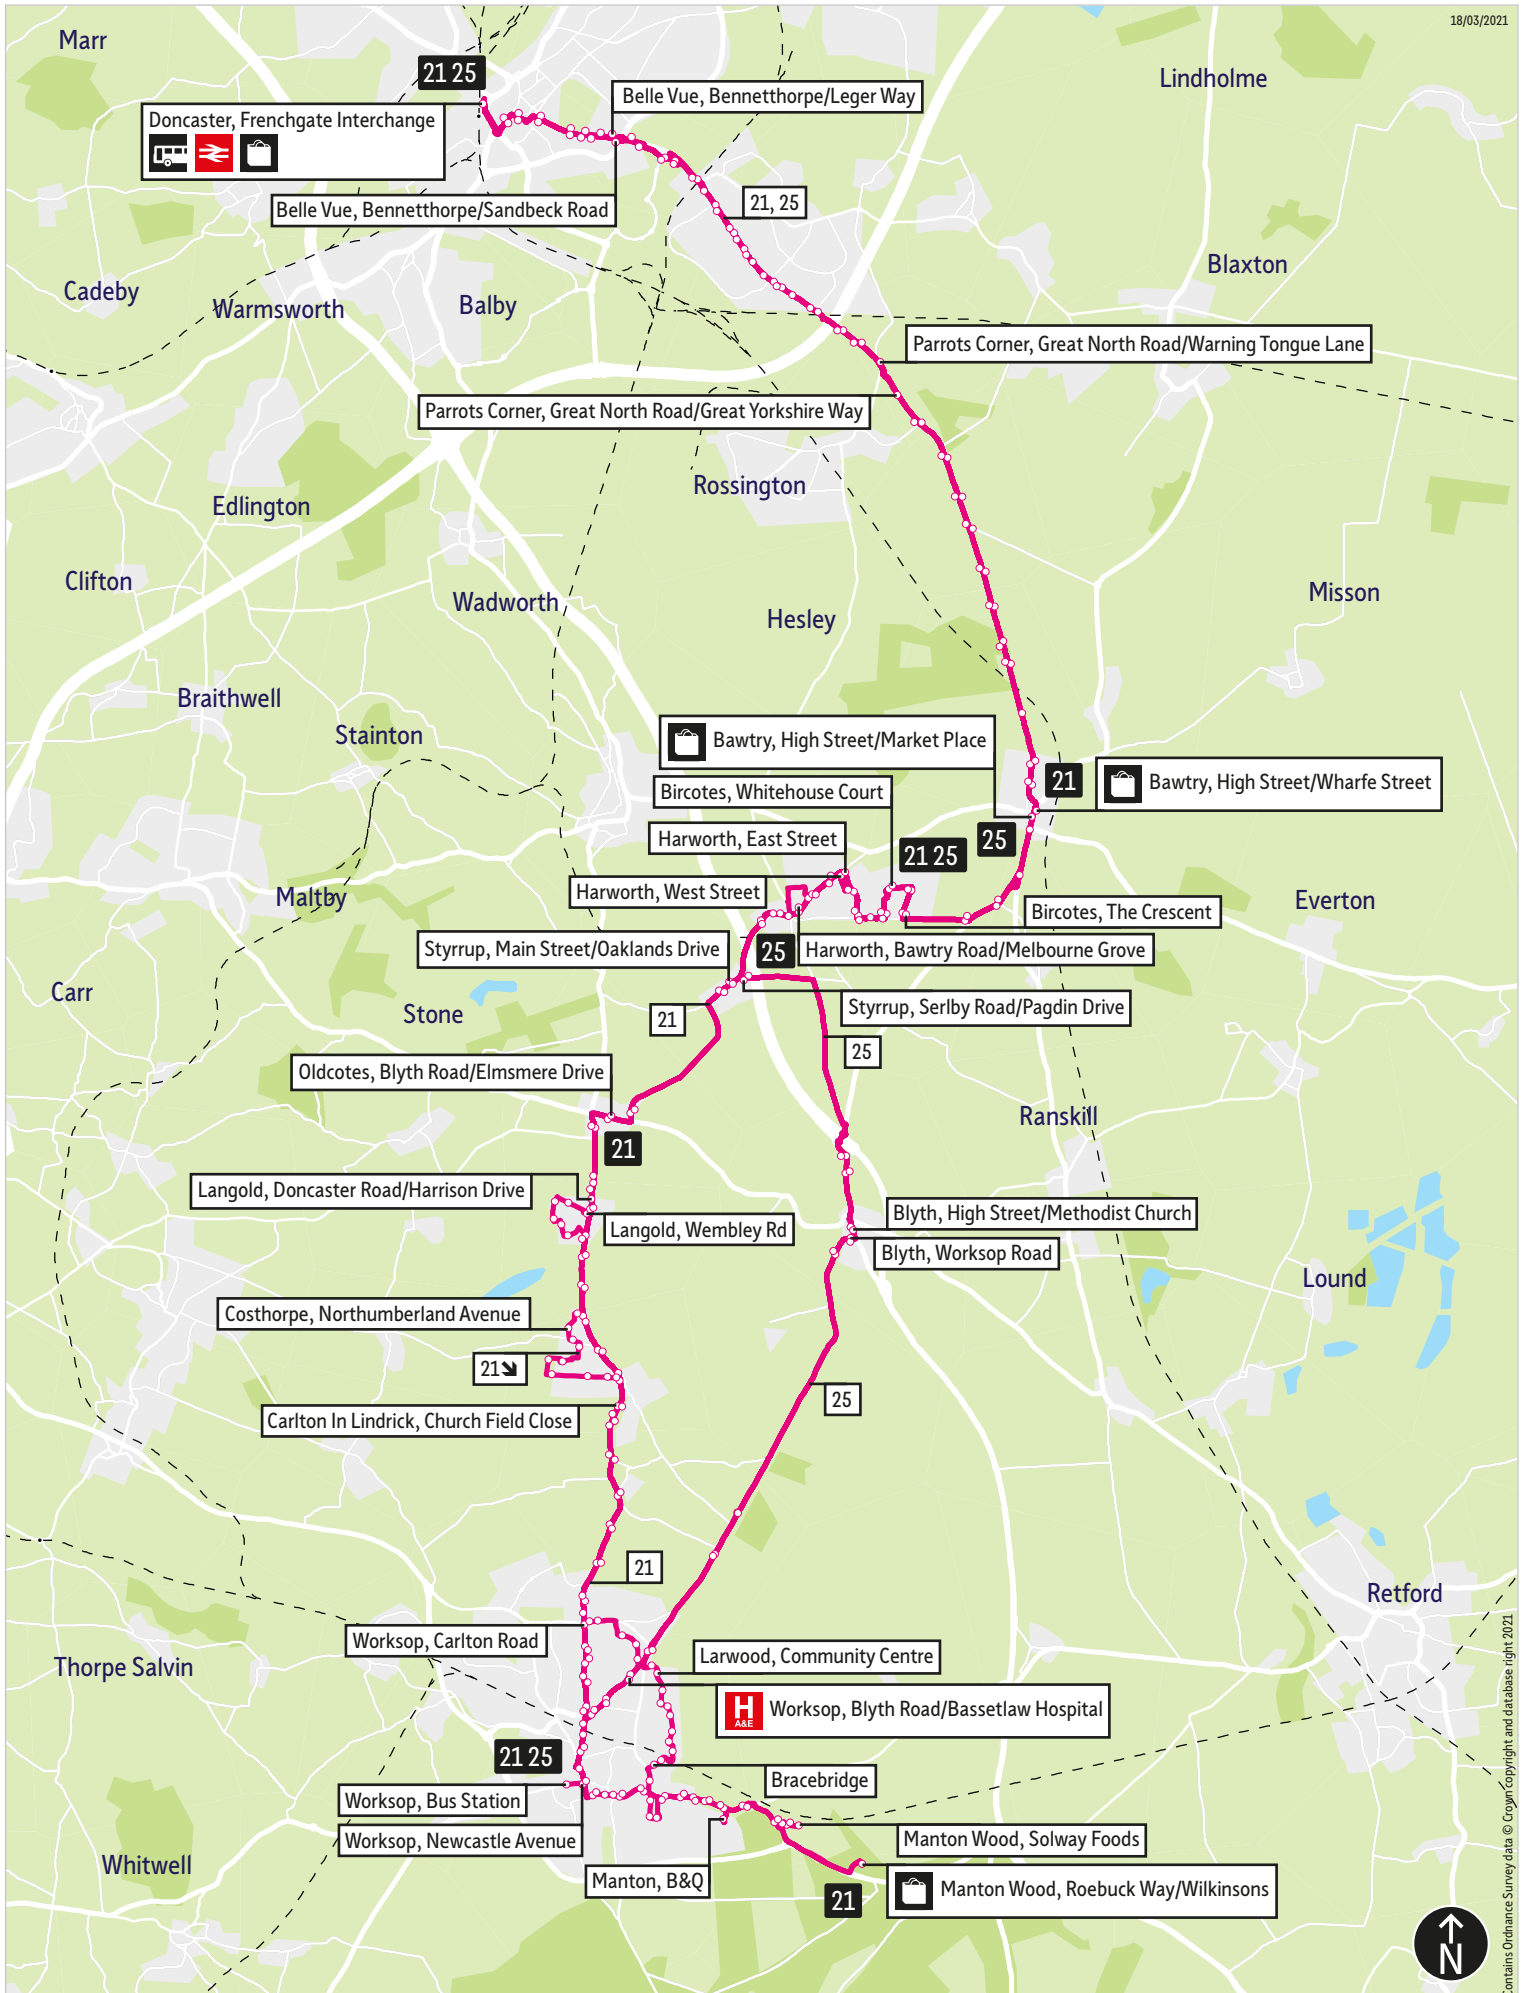 18/03/2021
Marr
21 25
Lindholme
Belle Vue, Bennetthorpe/Leger Way
Doncaster, Frenchgate Interchange
Belle Vue, Bennetthorpe/Sandbeck Road
21, 25
Blaxton
Cadeby
Warmsworth
Balby
Parrots Corner, Great North Road/Warning Tongue Lane
Parrots Corner, Great North Road/Great Yorkshire Way
Rossington
Edlington
Clifton
Wadworth
Hesley
Misson
Braithwell
Stainton
Bawtry, High Street/Market Place
21
Bawtry, High Street/Wharfe Street
Bircotes, Whitehouse Court
Harworth, East Street
25
21 25
Harworth, West Street
Maltby
Bircotes, The Crescent
Everton
Styrrup, Main Street/Oaklands Drive
25
Harworth, Bawtry Road/Melbourne Grove
Carr
Stone
Styrrup, Serlby Road/Pagdin Drive
21
25
Oldcotes, Blyth Road/Elmsmere Drive
Ranskill
21
Langold, Doncaster Road/Harrison Drive
Blyth, High Street/Methodist Church
Langold, Wembley Rd
Blyth, Worksop Road
Lound
Costhorpe, Northumberland Avenue
21
25
Carlton In Lindrick, Church Field Close
21
Retford
Worksop, Carlton Road
Larwood, Community Centre
Thorpe Salvin
H
A&E
Worksop, Blyth Road/Bassetlaw Hospital
21 25
Bracebridge
Worksop, Bus Station
Worksop, Newcastle Avenue
Manton Wood, Solway Foods
Whitwell
Manton, B&Q
Manton Wood, Roebuck Way/Wilkinsons
21
N
Contains Ordnance Survey data © Crown copyright and database right 2021